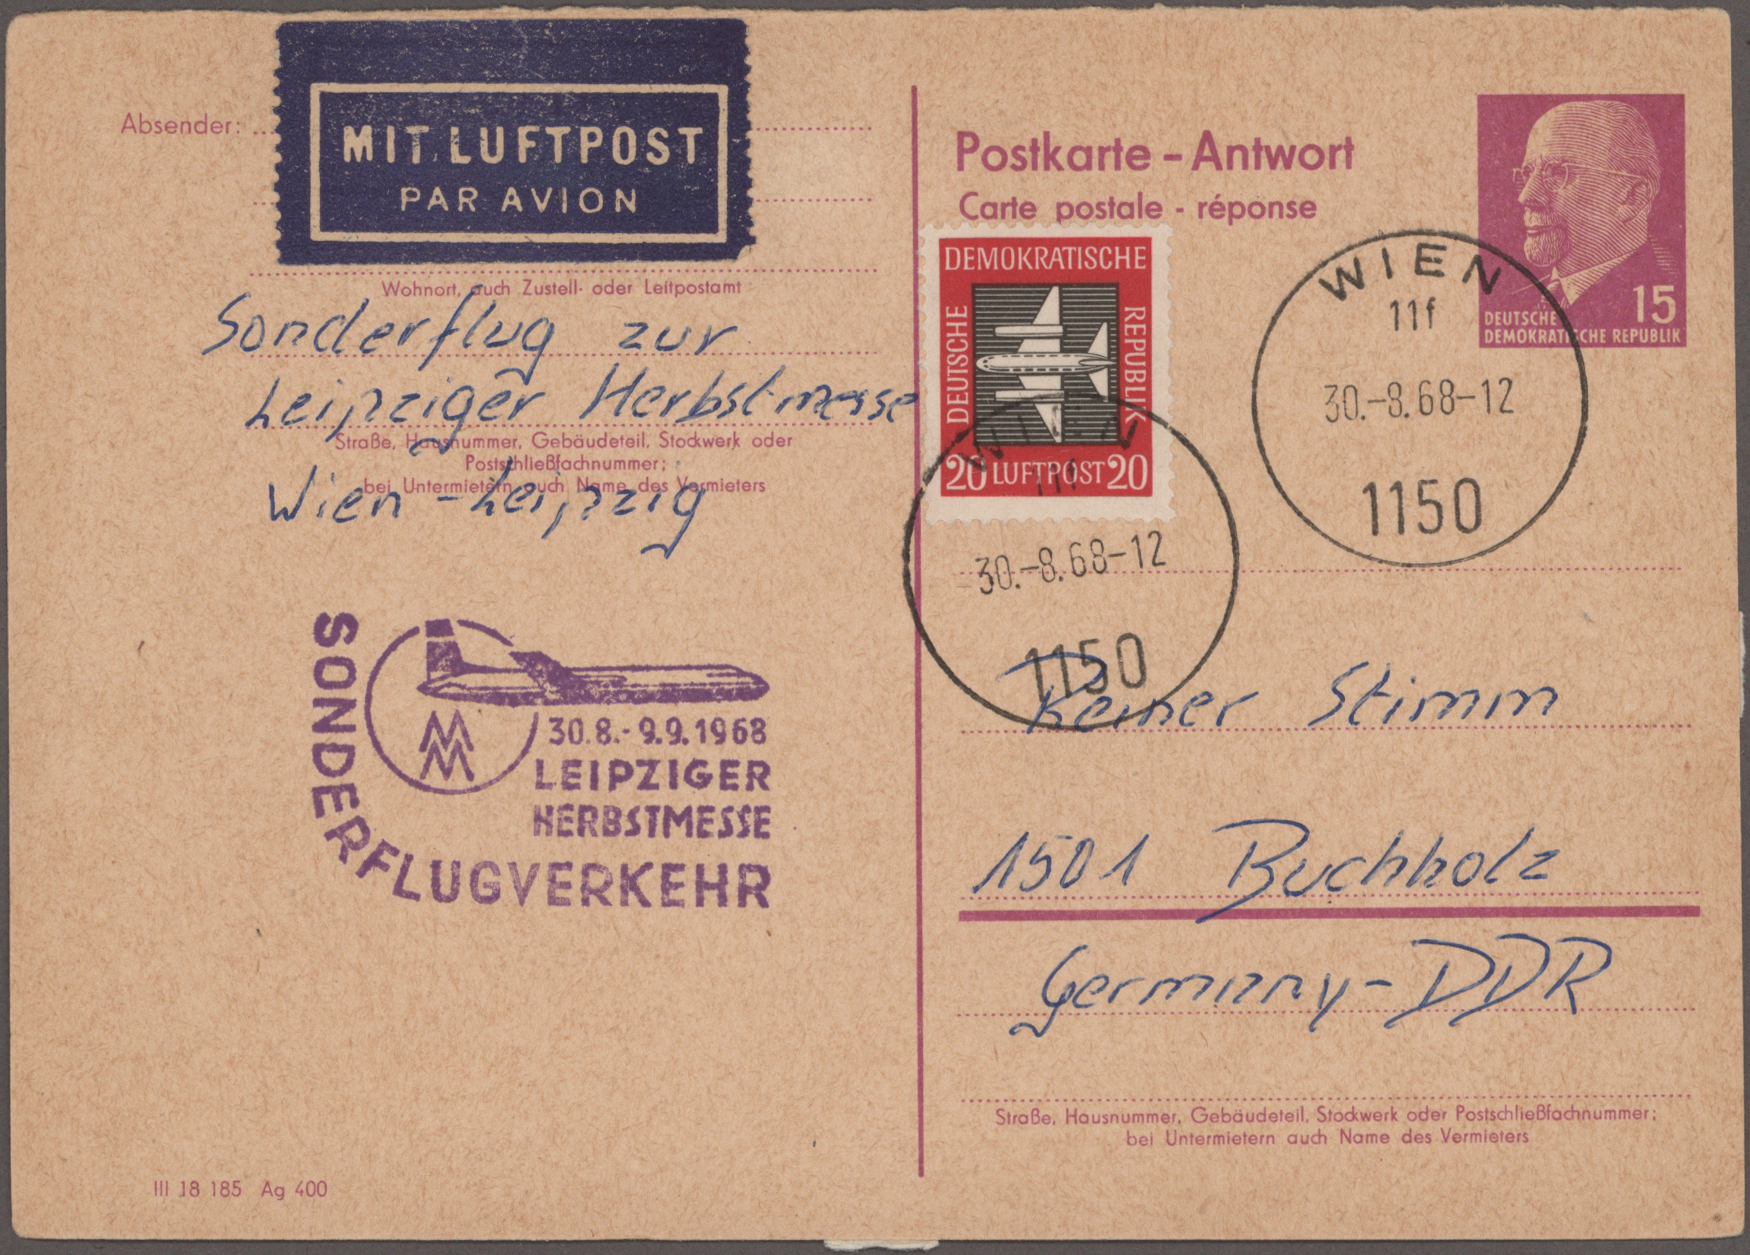 Absender:
MIT LUFTPOST
PAR AVION
Wohnort, auch Zustell- oder Leitpostamt
Sonderflug zur
Leipziger Herbstmesse
Straße, Hausnummer, Gebäudeteil, Stockwerk oder
Postschließfachnummer;
bei Untermietern auch Name des Vermieters
Wien - Leipzig
SONDERFLUGVERKEHR
MM
30.8.-9.9.1968
LEIPZIGER
HERBSTMESSE
III 18 185 Ag 400
Postkarte - Antwort
Carte postale - réponse
15
DEUTSCHE
DEMOKRATISCHE REPUBLIK
DEUTSCHE
DEMOKRATISCHE
REPUBLIK
20 LUFTPOST 20
WIEN
11f
30.-8.68-12
1150
WIEN
11f
30.-8.68-12
1150
Reiner Stimm
1501 Buchholz
Germany - DDR
Straße, Hausnummer, Gebäudeteil, Stockwerk oder Postschließfachnummer;
bei Untermietern auch Name des Vermieters